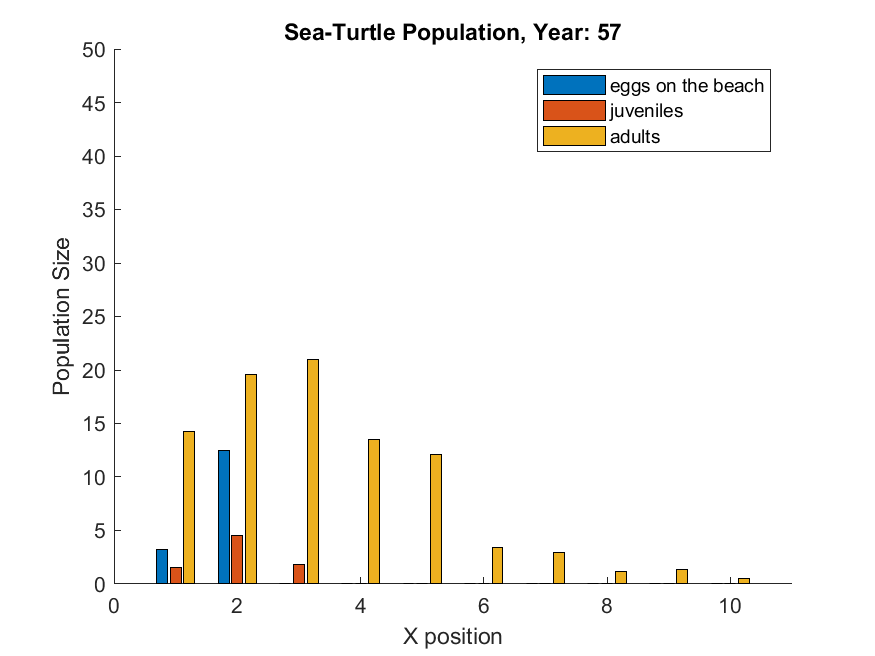 Sea-Turtle Population, Year: 57
50
45
40
35
30
25
20
15
10
5
0
Population Size
eggs on the beach
juveniles
adults
0 2 4 6 8 10
X position